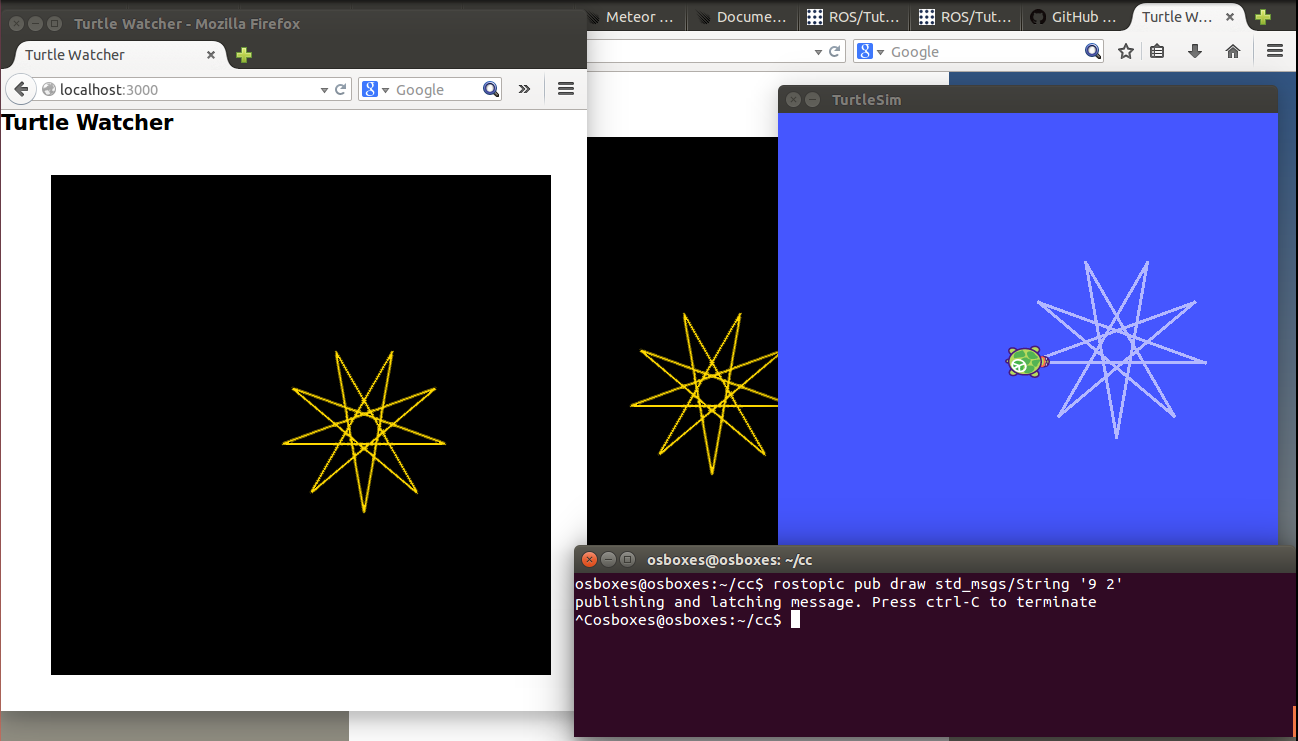 Turtle Watcher - Mozilla Firefox
Turtle Watcher
localhost:3000
Google
Turtle Watcher
Meteor ...
Docume...
ROS/Tut...
ROS/Tut...
GitHub ...
Turtle W...
Google
TurtleSim
osboxes@osboxes: ~/cc
osboxes@osboxes:~/cc$ rostopic pub draw std_msgs/String '9 2'
publishing and latching message. Press ctrl-C to terminate
^Cosboxes@osboxes:~/cc$